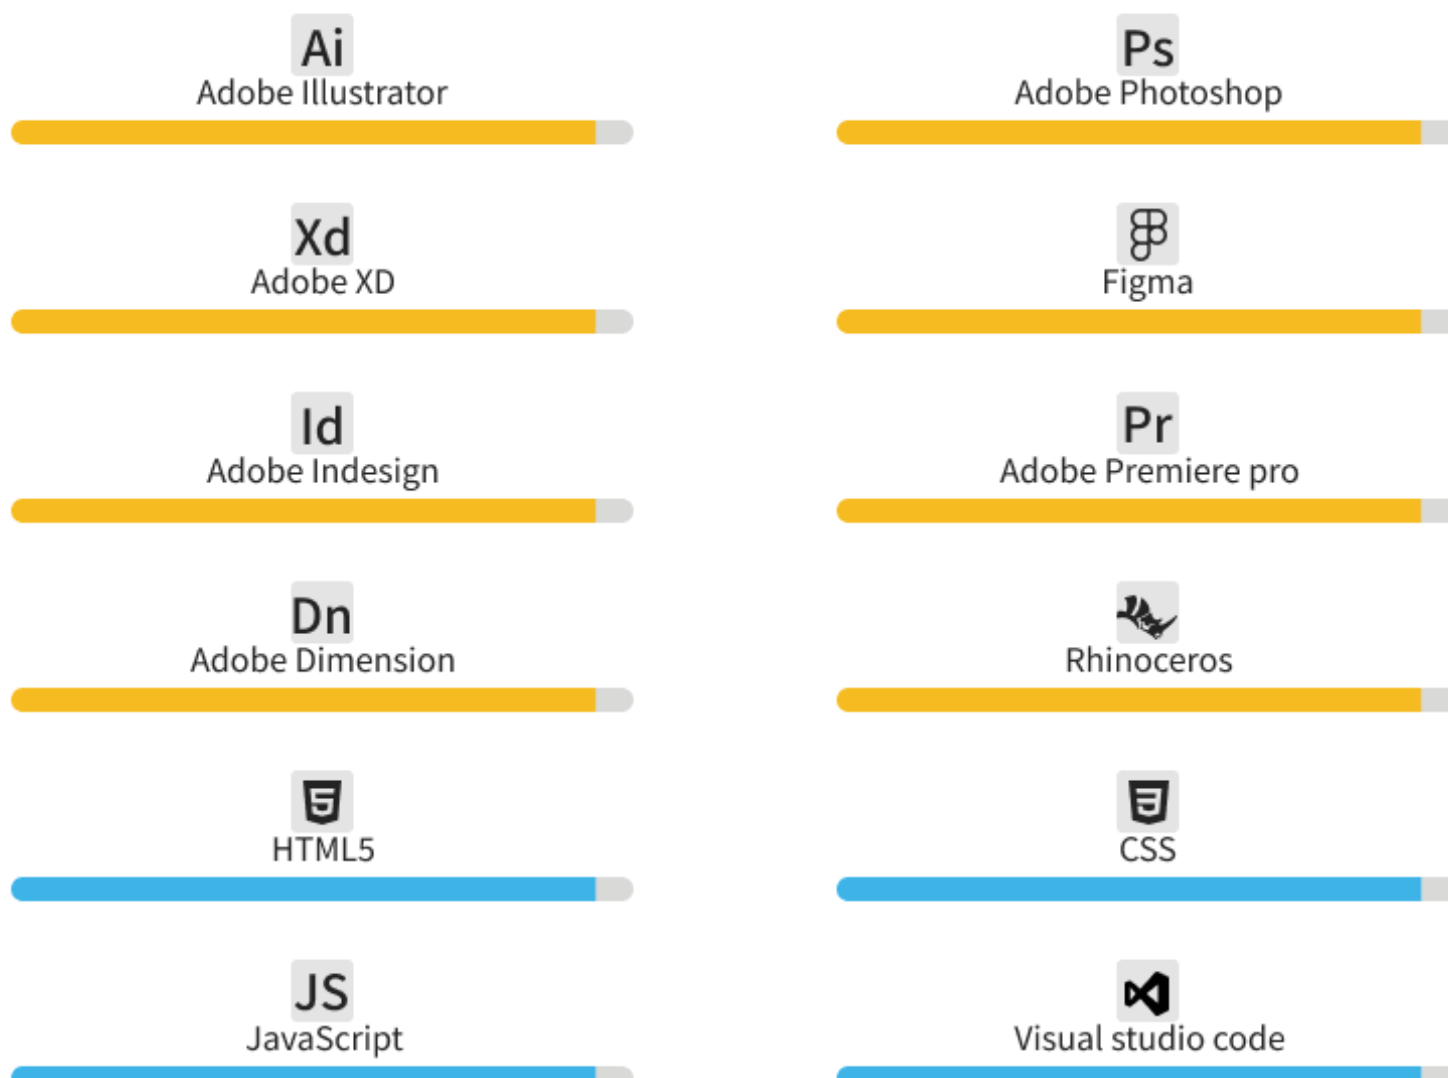 Ai
Adobe Illustrator
Ps
Adobe Photoshop
Xd
Adobe XD
Figma
Id
Adobe Indesign
Pr
Adobe Premiere pro
Dn
Adobe Dimension
Rhinoceros
5
HTML5
CSS
JS
JavaScript
Visual studio code